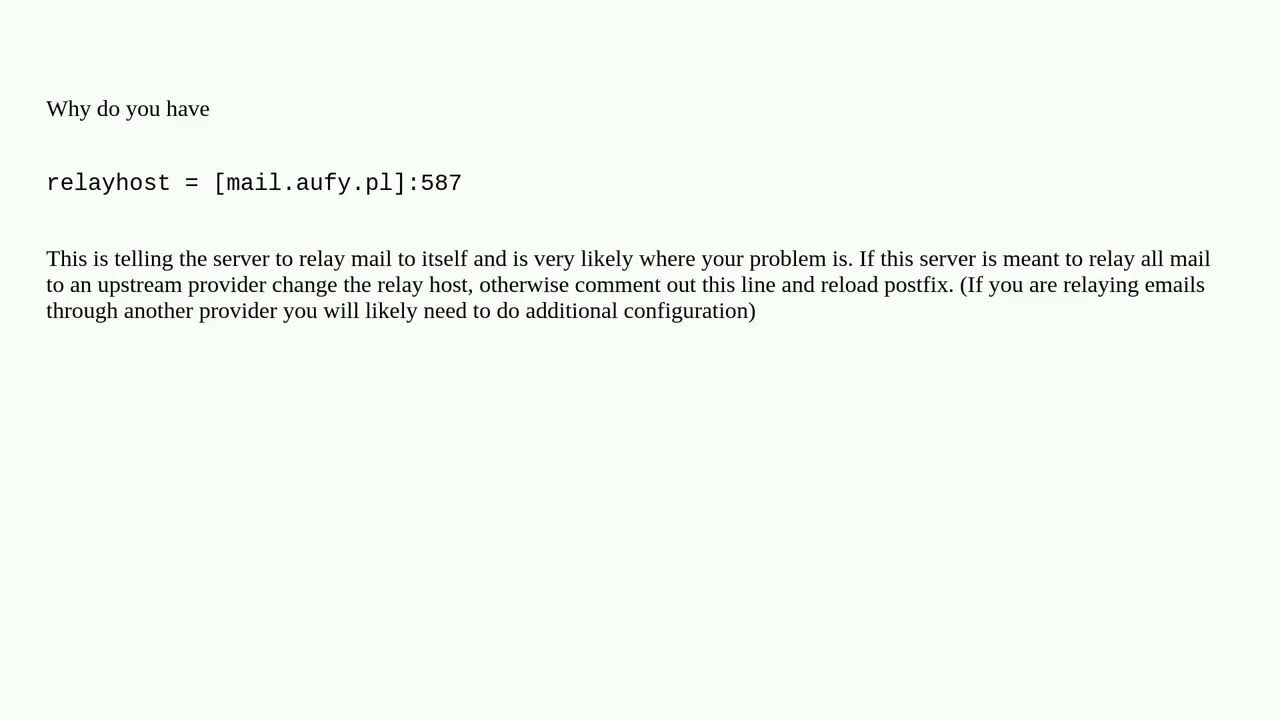 Why do you have
relayhost = [mail.aufy.pl]:587
This is telling the server to relay mail to itself and is very likely where your problem is. If this server is meant to relay all mail
to an upstream provider change the relay host, otherwise comment out this line and reload postfix. (If you are relaying emails
through another provider you will likely need to do additional configuration)